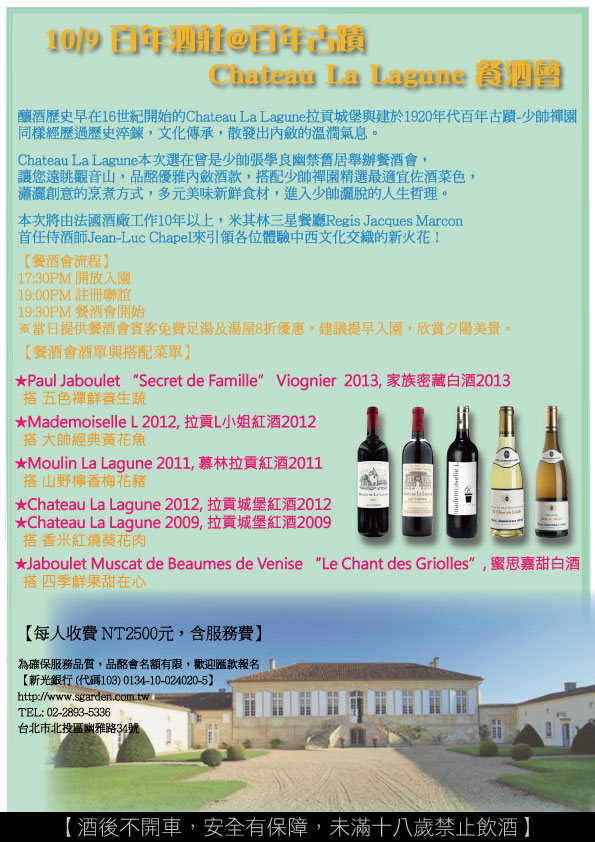 10/9 百年酒莊@百年古蹟
Chateau La Lagune 餐酒會
釀酒歷史早在16世紀開始的Chateau La Lagune拉貢城堡與建於1920年代百年古蹟-少帥禪園
同樣經歷過歷史淬鍊，文化傳承，散發出內斂的溫潤氣息。
Chateau La Lagune本次選在曾是少帥張學良幽禁舊居舉辦餐酒會，
讓您遠眺觀音山，品酩優雅內斂酒款，搭配少帥禪園精選最適宜佐酒菜色，
瀟灑創意的烹煮方式，多元美味新鮮食材，進入少帥灑脫的人生哲理。
本次將由法國酒廠工作10年以上，米其林三星餐廳Regis Jacques Marcon
首任侍酒師Jean-Luc Chapel來引領各位體驗中西文化交織的新火花！
【餐酒會流程】
17:30PM 開放入園
19:00PM 註冊聯誼
19:30PM 餐酒會開始
※當日提供餐酒會賓客免費足湯及湯屋8折優惠，建議提早入園，欣賞夕陽美景。
【餐酒會酒單與搭配菜單】
★Paul Jaboulet “Secret de Famille” Viognier 2013, 家族密藏白酒2013
搭 五色禪鮮養生蔬
★Mademoiselle L 2012, 拉貢L小姐紅酒2012
搭 大帥經典黃花魚
★Moulin La Lagune 2011, 慕林拉貢紅酒2011
搭 山野檸香梅花豬
★Chateau La Lagune 2012, 拉貢城堡紅酒2012
★Chateau La Lagune 2009, 拉貢城堡紅酒2009
搭 香米紅燒葵花肉
★Jaboulet Muscat de Beaumes de Venise “Le Chant des Griolles” , 蜜思嘉甜白酒
搭 四季鮮果甜在心
mademoiselle L
【每人收費 NT2500元，含服務費】
為確保服務品質，品酩會名額有限，歡迎匯款報名
【新光銀行 (代碼103) 0134-10-024020-5】
http://www.sgarden.com.tw
TEL: 02-2893-5336
台北市北投區幽雅路34號
【酒後不開車，安全有保障，未滿十八歲禁止飲酒】